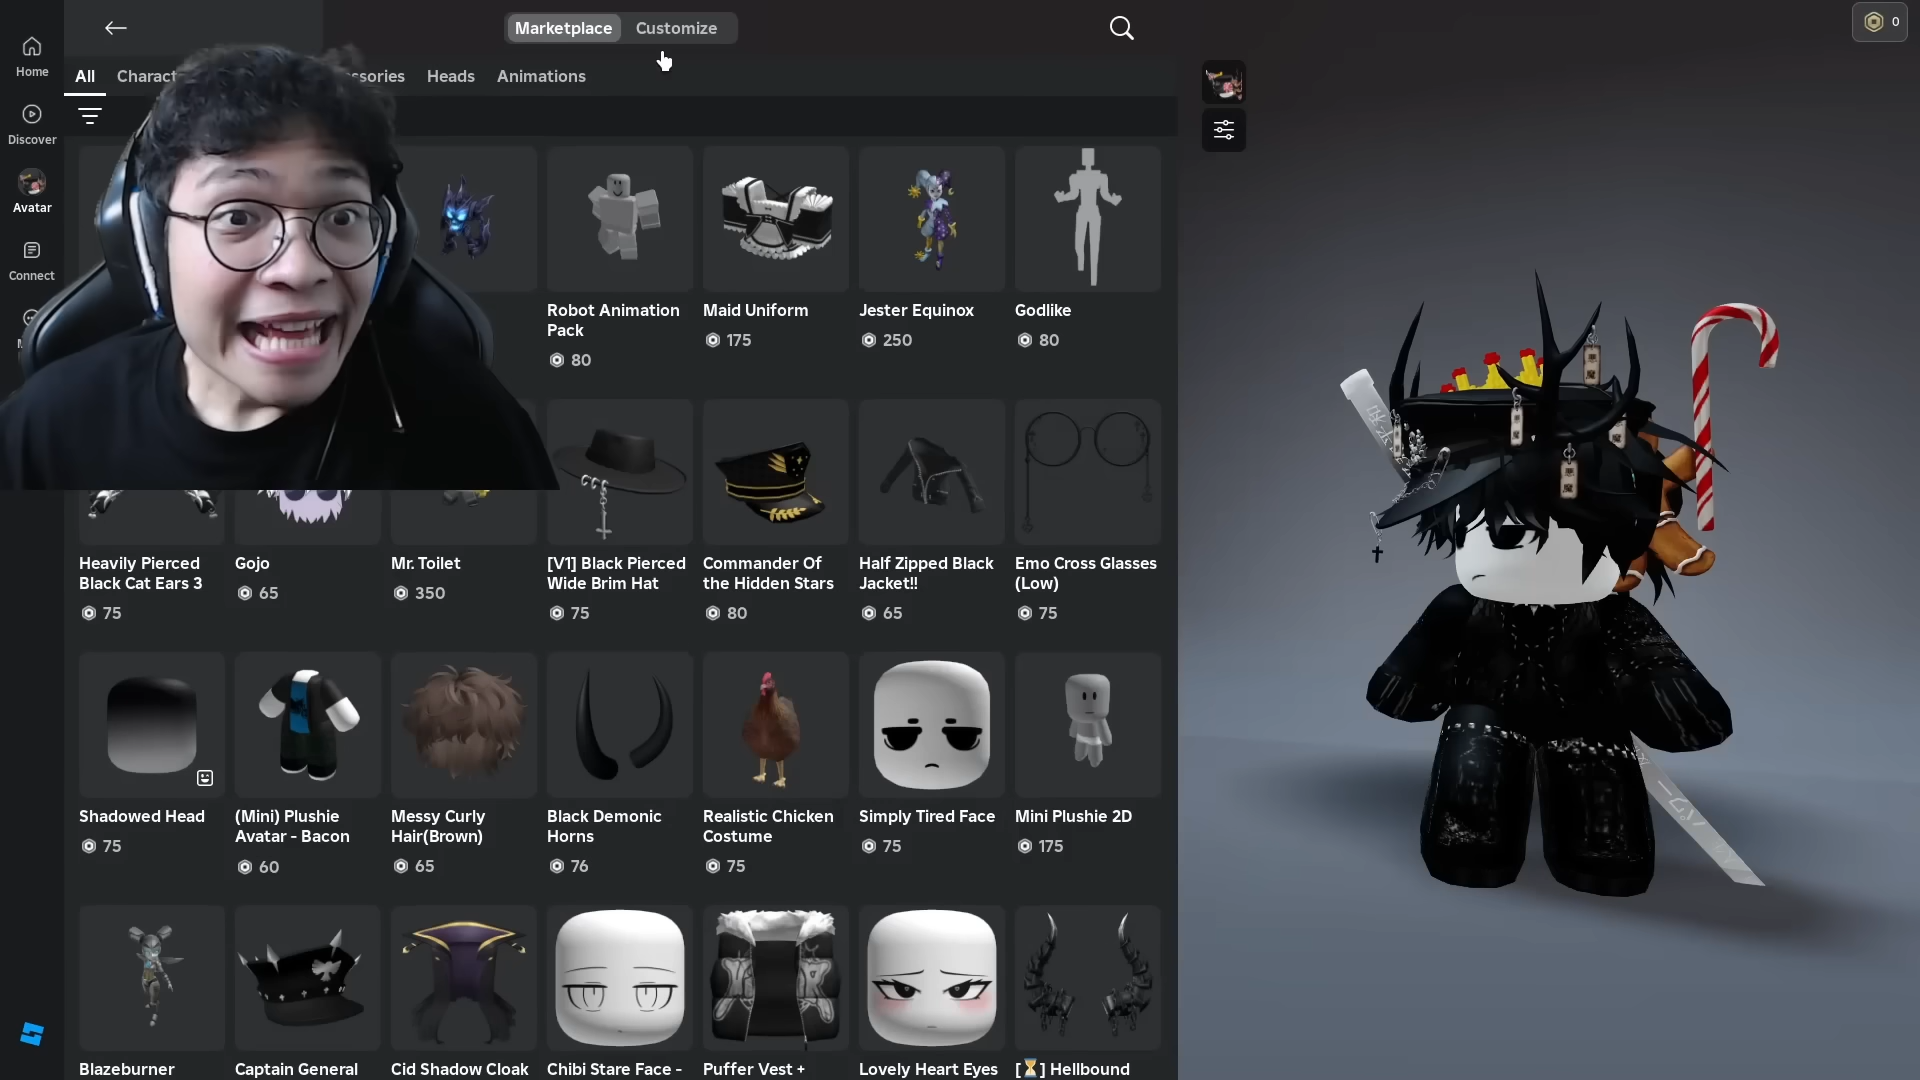 Marketplace
Customize
0
Home
All
Charact
ssories
Heads
Animations
Discover
Avatar
Connect
Robot Animation
Pack
80
Maid Uniform
175
Jester Equinox
250
Godlike
80
Heavily Pierced
Black Cat Ears 3
75
Gojo
65
Mr. Toilet
350
[V1] Black Pierced
Wide Brim Hat
75
Commander Of
the Hidden Stars
80
Half Zipped Black
Jacket!!
65
Emo Cross Glasses
(Low)
75
Shadowed Head
75
(Mini) Plushie
Avatar - Bacon
60
Messy Curly
Hair(Brown)
65
Black Demonic
Horns
76
Realistic Chicken
Costume
75
Simply Tired Face
75
Mini Plushie 2D
175
Blazeburner
Captain General
Cid Shadow Cloak
Chibi Stare Face -
Puffer Vest +
Lovely Heart Eyes
[⏳] Hellbound